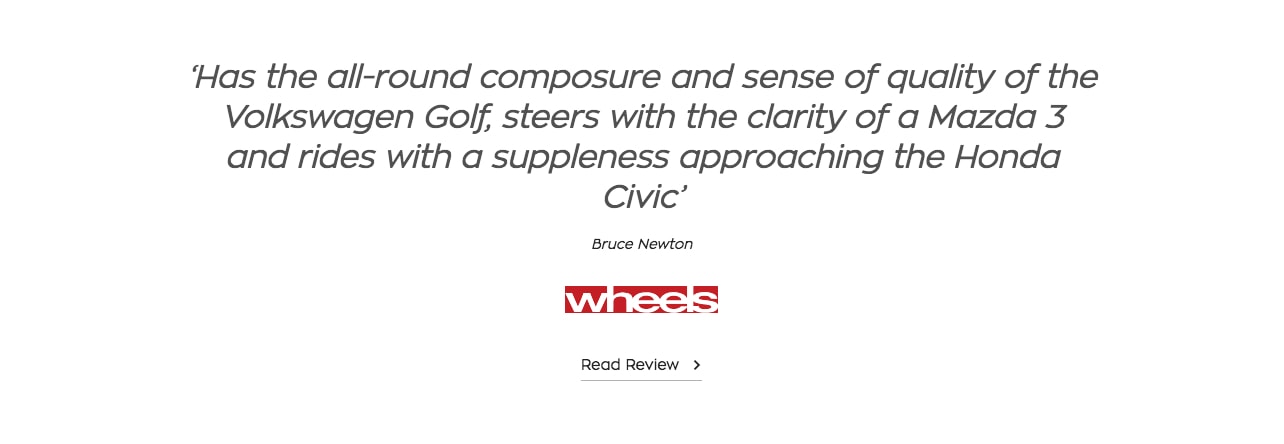 ‘Has the all-round composure and sense of quality of the
Volkswagen Golf, steers with the clarity of a Mazda 3
and rides with a suppleness approaching the Honda
Civic’
Bruce Newton
wheels
Read Review